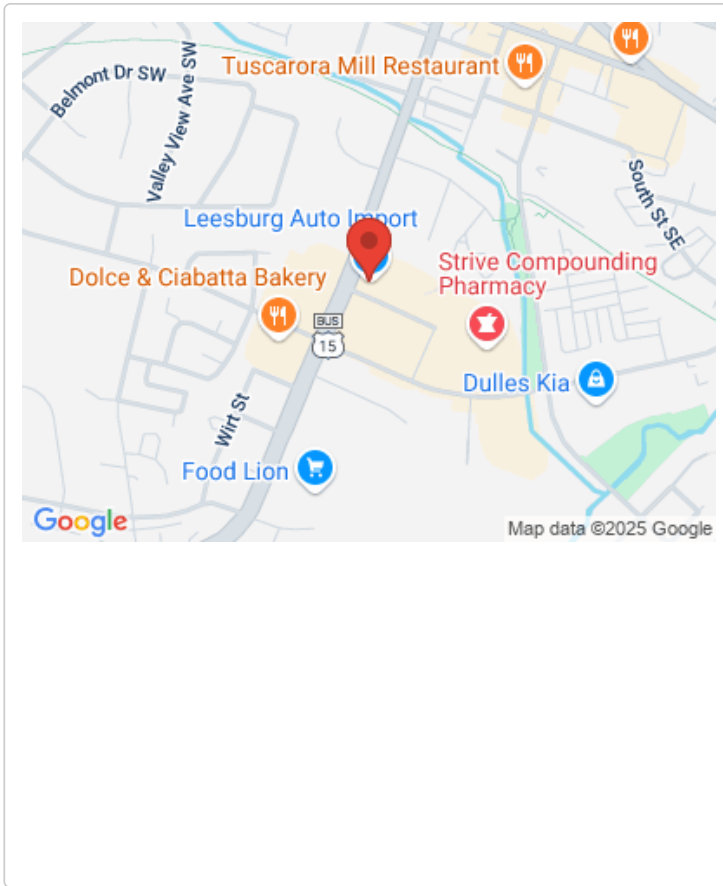 Tuscarora Mill Restaurant
Belmont Dr SW
Valley View Ave SW
South St SE
Leesburg Auto Import
Dolce & Ciabatta Bakery
Strive Compounding
Pharmacy
BUS
15
Dulles Kia
Wirt St
Food Lion
Google
Map data ©2025 Google